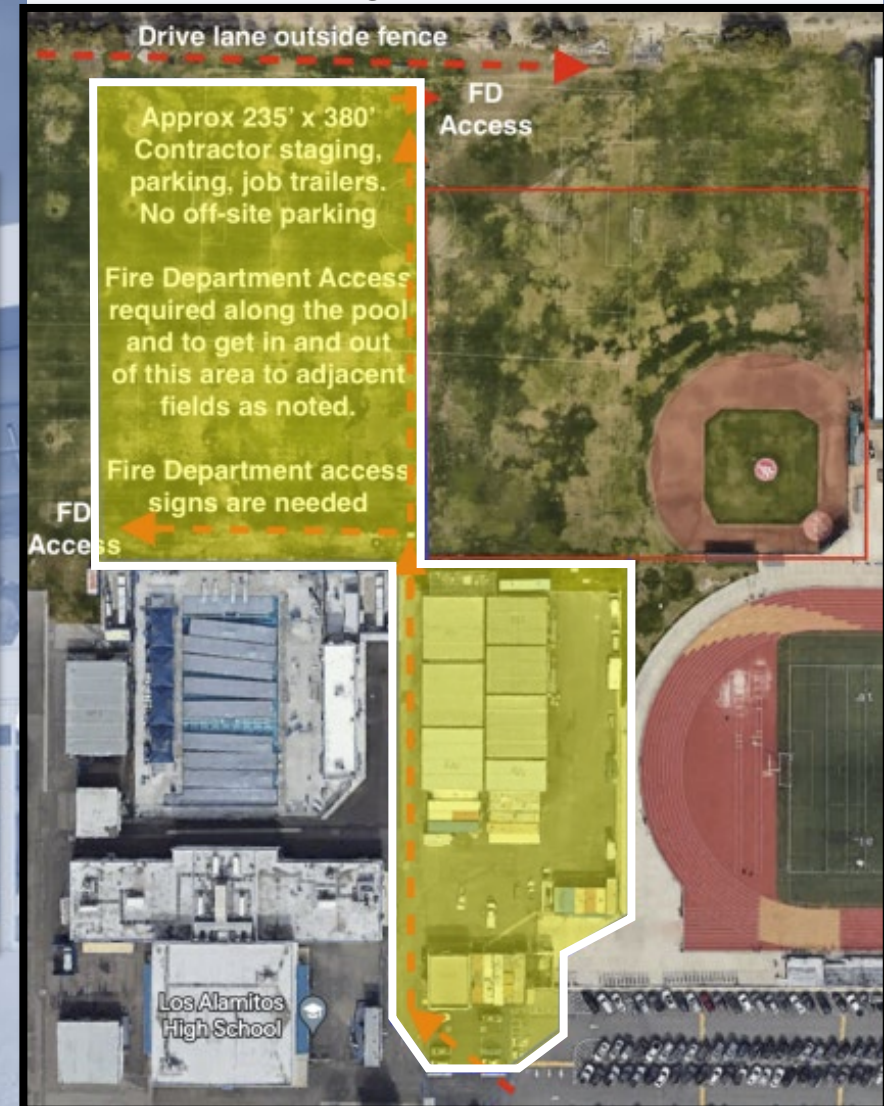 Drive lane outside fence
FD
Access
Approx 235' x 380'
Contractor staging,
parking, job trailers.
No off-site parking
Fire Department Access
required along the pool
and to get in and out
of this area to adjacent
fields as noted.
Fire Department access
signs are needed
FD
Access
Los Alamitos
High School